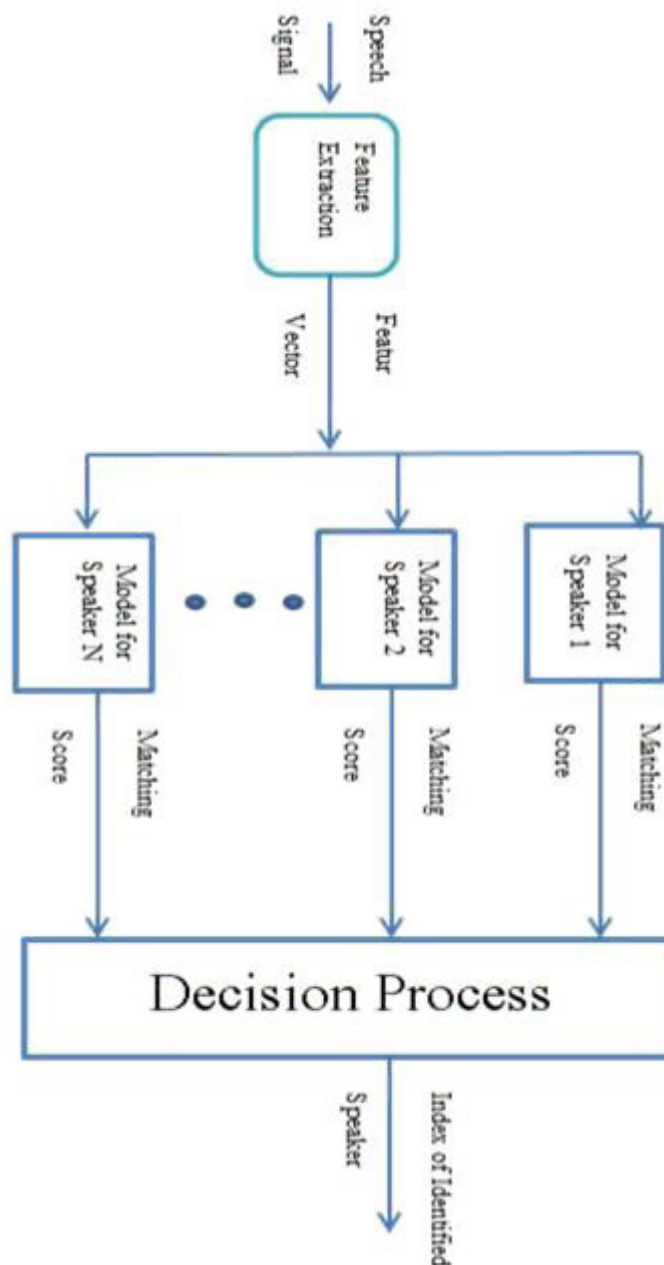 Speech
Signal
Feature
Extraction
Featur
Vector
Model for
Speaker 1
Model for
Speaker 2
Model for
Speaker N
Matching
Score
Matching
Score
Matching
Score
Decision Process
Index of Identified
Speaker